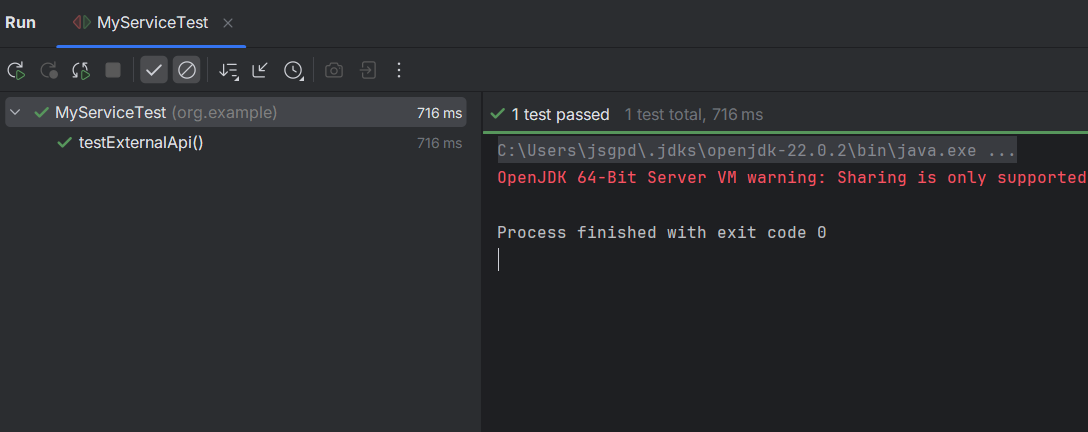 Run MyServiceTest
MyServiceTest (org.example) 716 ms
testExternalApi() 716 ms
1 test passed 1 test total, 716 ms
C:\Users\jsgpd\.jdks\openjdk-22.0.2\bin\java.exe ...
OpenJDK 64-Bit Server VM warning: Sharing is only supported
Process finished with exit code 0